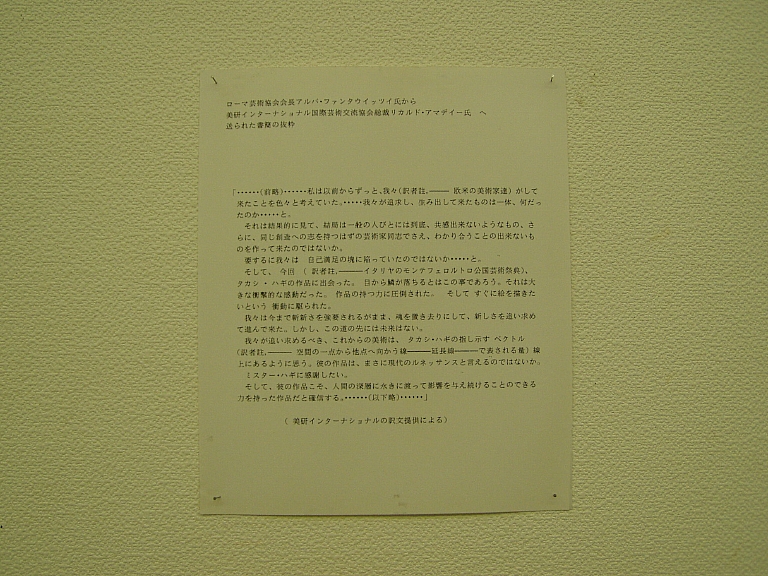 ローマ芸術協会会長アルバ・ファンタウイッツイ氏から
美研インターナショナル国際芸術交流協会総裁リカルド・アマデイー氏　へ
送られた書簡の抜粋
「・・・・・・(前略)・・・・・・私は以前からずっと、我々(訳者註.―― 欧米の美術家達) がして
来たことを色々と考えていた。・・・・・我々が追求し、生み出して来たものは一体、何だっ
たのか・・・・・と。
それは結果的に見て、結局は一般の人びとには到底、共感出来ないようなもの、さ
らに、同じ創造への志を持つはずの芸術家同志でさえ、わかり合うことの出来ないも
のを作って来たのではないか。
要するに我々は　自己満足の塊に陥っていたのではないか・・・・・と。
そして、今回　( 訳者註.――イタリヤのモンテフェロルトロ公国芸術祭典)、
タカシ・ハギの作品に出会った。　目から鱗が落ちるとはこの事であろう。それは大
きな衝撃的な感動だった。　作品の持つ力に圧倒された。　そして すぐに絵を描きた
いという 衝動に駆られた。
我々は今まで斬新さを強要されるがまま、魂を置き去りにして、新しさを追い求め
て進んで来た。しかし、この道の先には未来はない。
我々が追い求めるべき、これからの美術は、 タカシ・ハギの指し示す ベクトル
(訳者註.―― 空間の一点から他点へ向かう線――延長線――で表される量) 線
上にあるように思う。彼の作品は、まさに現代のルネッサンスと言えるのではないか。
ミスター・ハギに感謝したい。
そして、彼の作品こそ、人間の深層に永きに渡って影響を与え続けることのできる
力を持った作品だと確信する。・・・・・・(以下略)・・・・・・」
( 美研インターナショナルの訳文提供による)